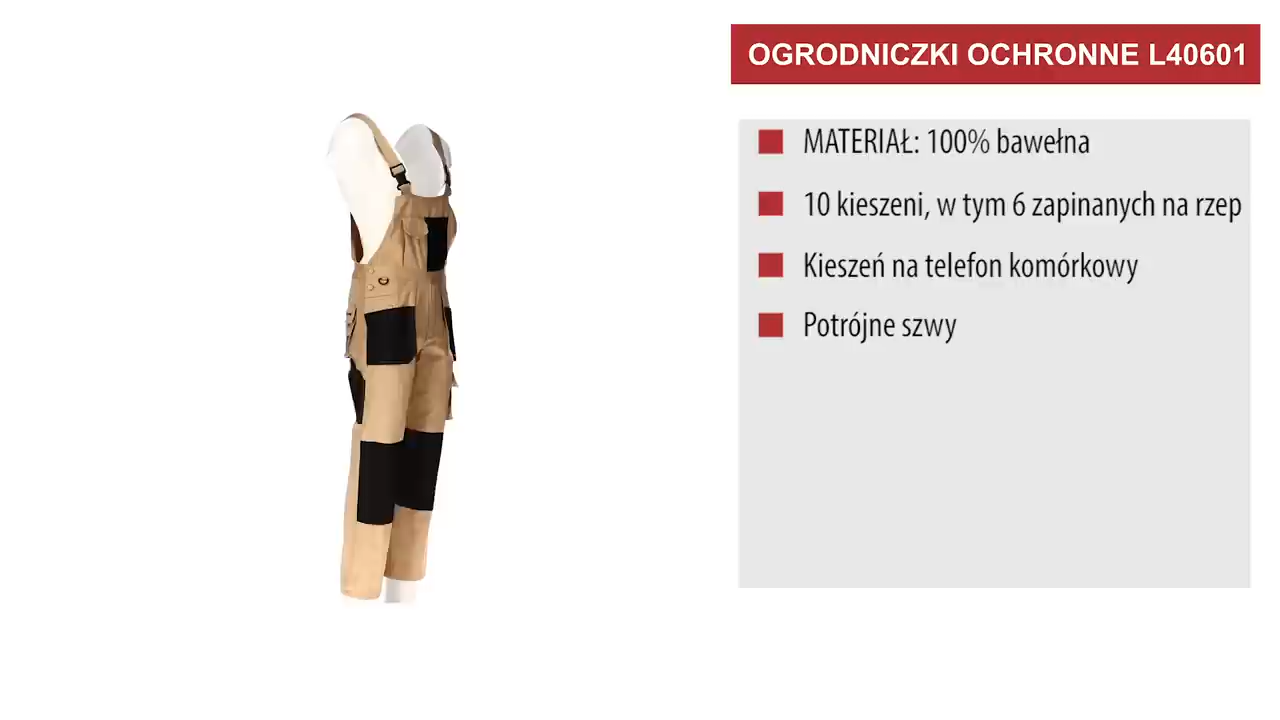 OGRODNICZKI OCHRONNE L40601
MATERIAŁ: 100% bawełna
10 kieszeni, w tym 6 zapinanych na rzep
Kieszeń na telefon komórkowy
Potrójne szwy